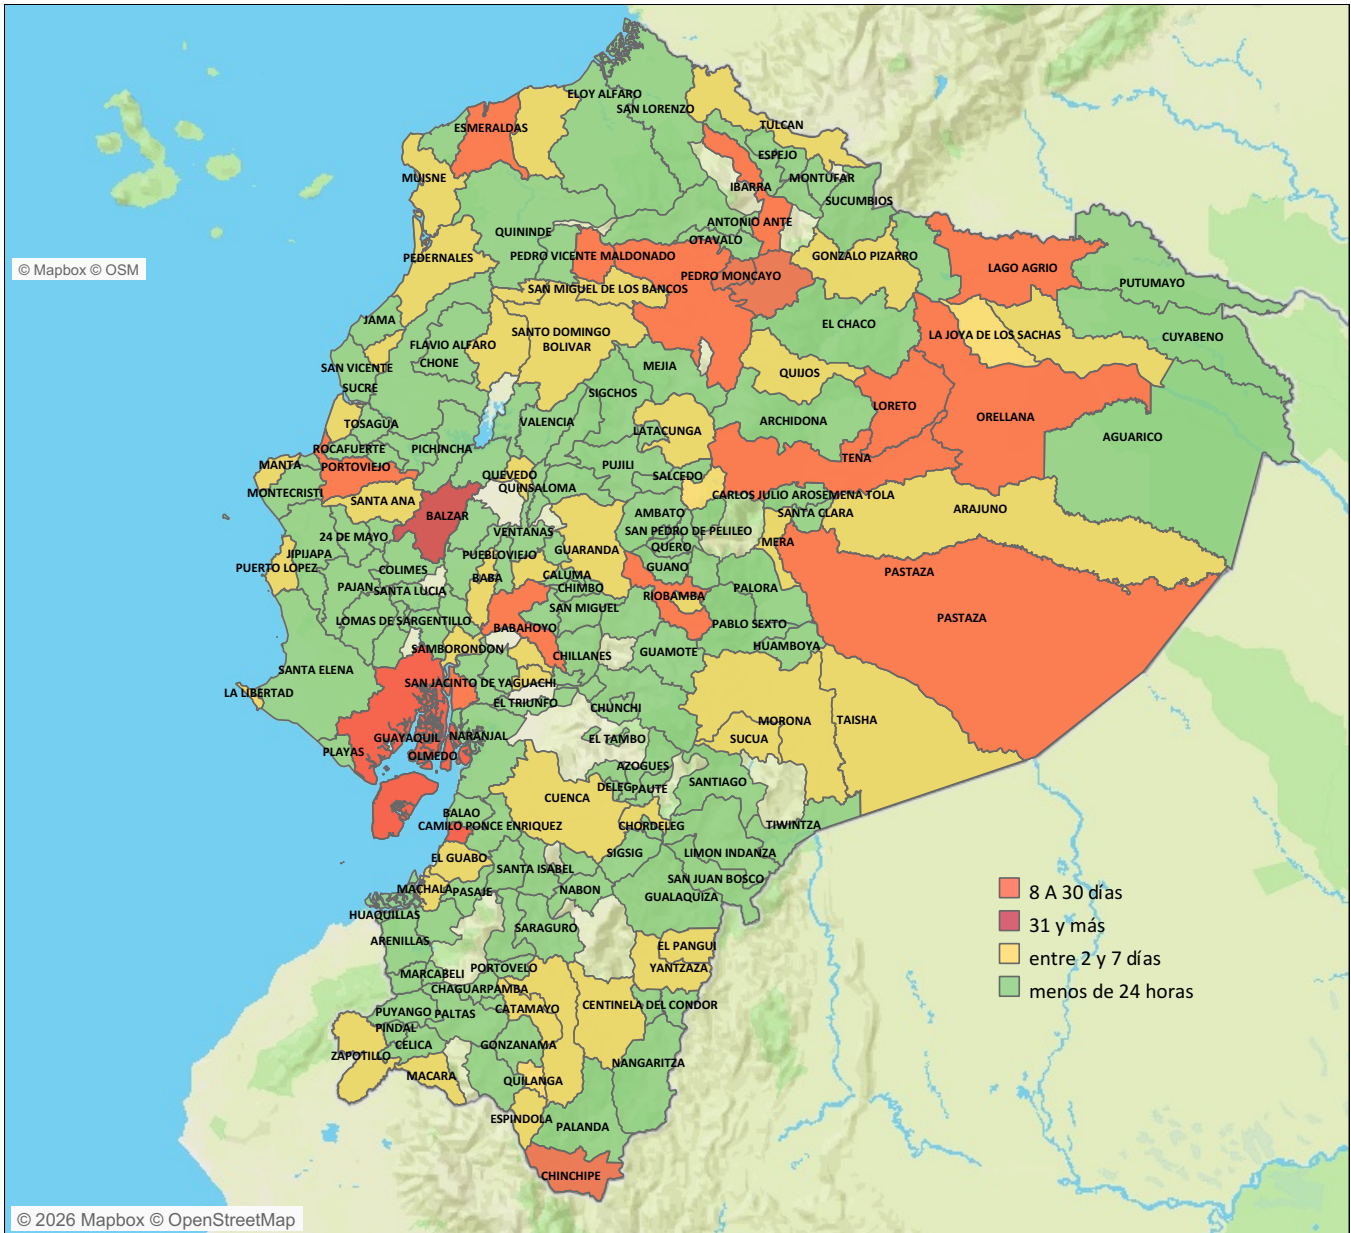 ELOY ALFARO
SAN LORENZO
ESMERALDAS
TULCAN
ESPEJO
MUISNE
MONTUFAR
IBARRA
SUCUMBIOS
ANTONIO ANTE
QUININDE
OTAVALO
PEDERNALES
PEDRO VICENTE MALDONADO
GONZALO PIZARRO
© Mapbox © OSM
LAGO AGRIO
PEDRO MONCAYO
PUTUMAYO
SAN MIGUEL DE LOS BANCOS
JAMA
EL CHACO
SANTO DOMINGO
LA JOYA DE LOS SACHAS
CUYABENO
FLAVIO ALFARO
BOLIVAR
CHONE
SAN VICENTE
MEJIA
QUIJOS
SUCRE
SIGCHOS
LORETO
ORELLANA
TOSAGUA
VALENCIA
ARCHIDONA
LATACUNGA
AGUARICO
ROCAFUERTE
PICHINCHA
MANTA
PORTOVIEJO
TENA
PUJILI
QUEVEDO
SALCEDO
MONTECRISTI
QUINSALOMA
CARLOS JULIO AROSEMENA TOLA
SANTA ANA
ARAJUNO
BALZAR
AMBATO
SANTA CLARA
24 DE MAYO
VENTANAS
SAN PEDRO DE PELILEO
MERA
JIPIJAPA
PUEBLOVIEJO
GUARANDA
QUERO
PUERTO LOPEZ
COLIMES
GUANO
PASTAZA
BABA
CALUMA
PAJAN
SANTA LUCIA
CHIMBO
PALORA
RIOBAMBA
SAN MIGUEL
LOMAS DE SARGENTILLO
PABLO SEXTO
PASTAZA
BABAHOYO
SAMBORONDON
CHILLANES
GUAMOTE
HUAMBOYA
SANTA ELENA
SAN JACINTO DE YAGUACHI
LA LIBERTAD
EL TRIUNFO
CHUNCHI
MORONA
TAISHA
GUAYAQUIL
NARANJAL
EL TAMBO
SUCUA
PLAYAS
OLMEDO
AZOGUES
SANTIAGO
DELEG
PAUTE
CUENCA
BALAO
CAMILO PONCE ENRIQUEZ
CHORDELEG
TIWINTZA
EL GUABO
SIGSIG
LIMON INDANZA
SANTA ISABEL
SAN JUAN BOSCO
MACHALA
PASAJE
NABON
GUALAQUIZA
8 A 30 días
HUAQUILLAS
31 y más
SARAGURO
ARENILLAS
EL PANGUI
entre 2 y 7 días
MARCABELI
PORTOVELO
YANTZAZA
CHAGUARPAMBA
menos de 24 horas
PUYANGO
PALTAS
CATAMAYO
CENTINELA DEL CONDOR
PINDAL
CELICA
GONZANAMA
ZAPOTILLO
NANGARITZA
MACARA
QUILANGA
ESPINDOLA
PALANDA
CHINCHIPE
© 2026 Mapbox © OpenStreetMap